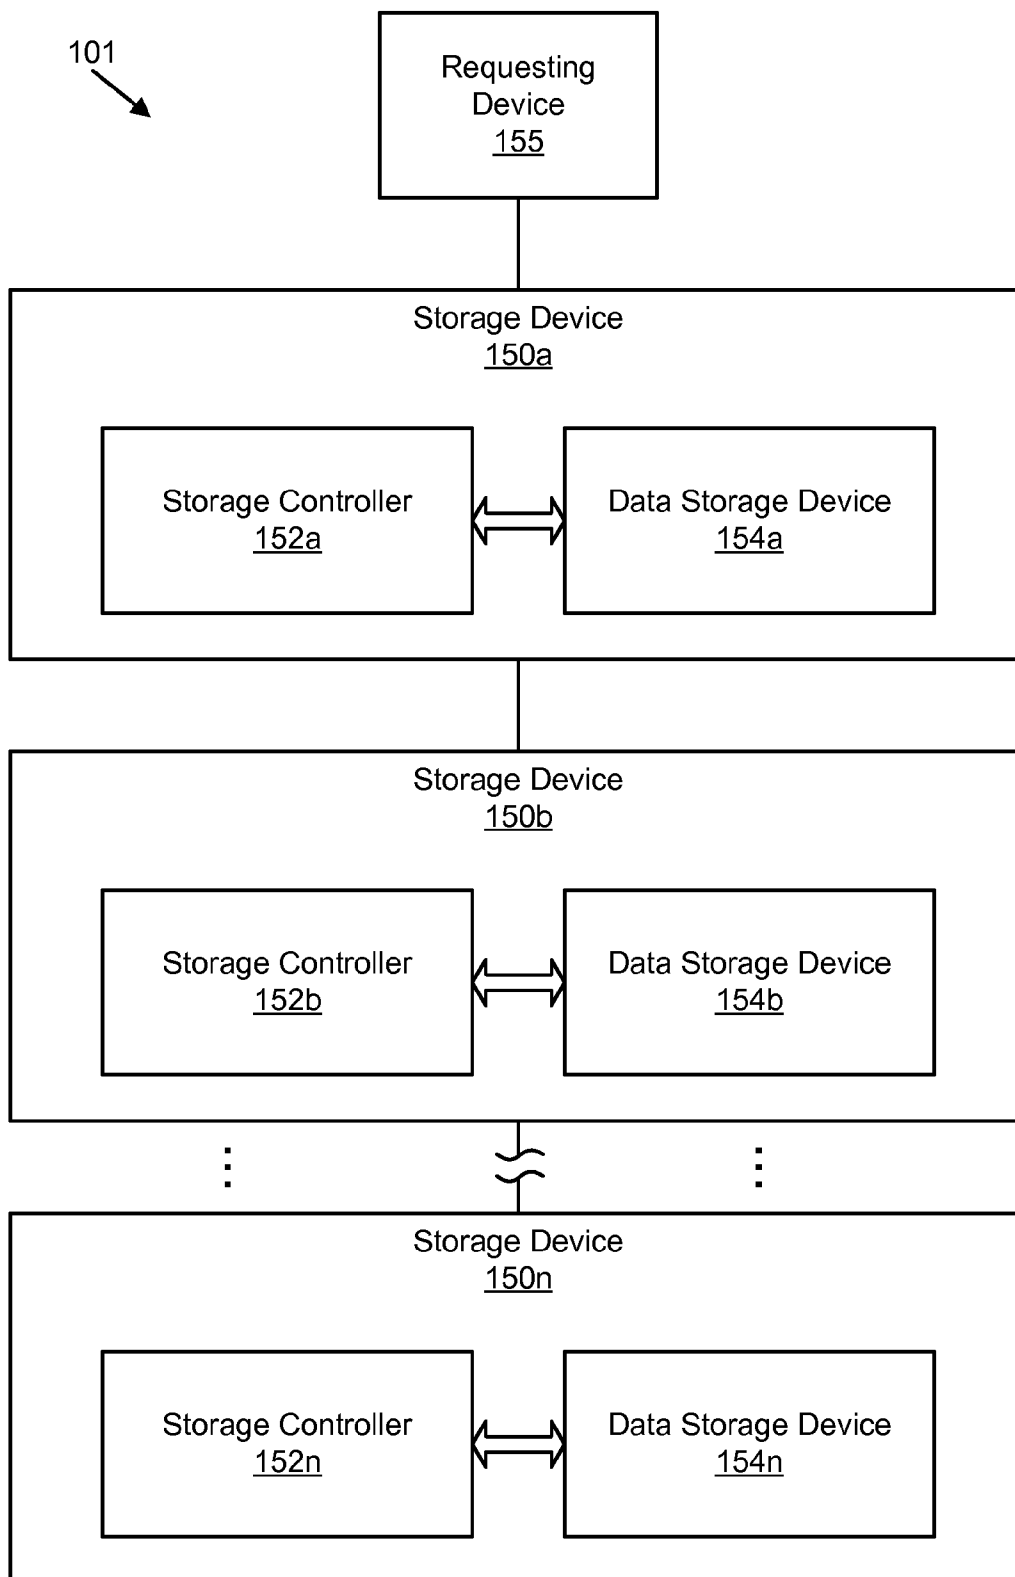 101
Requesting
Device
155
Storage Device
150a
Storage Controller
152a
Data Storage Device
154a
Storage Device
150b
Storage Controller
152b
Data Storage Device
154b
Storage Device
150n
Storage Controller
152n
Data Storage Device
154n